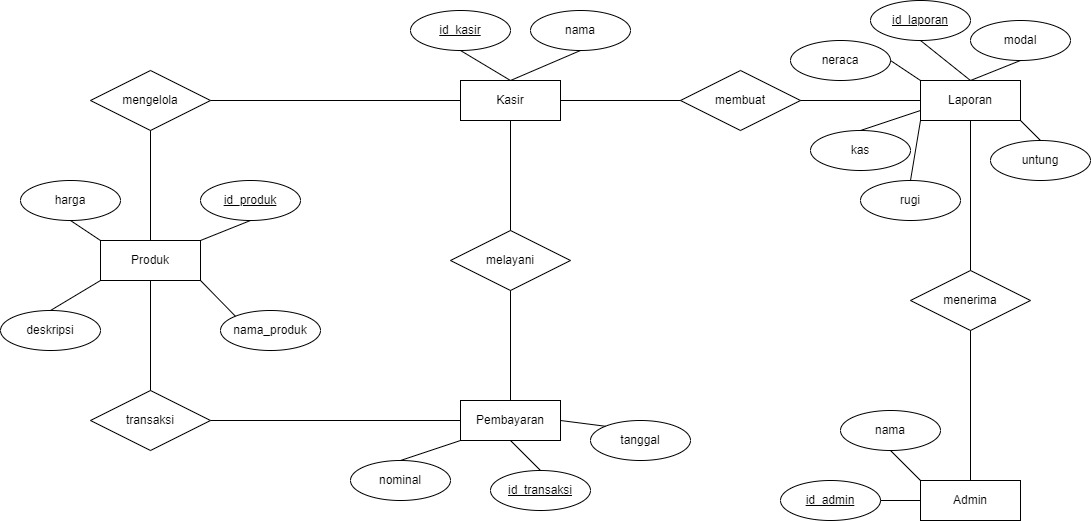 id_kasir
nama
id_laporan
modal
neraca
mengelola
Kasir
membuat
Laporan
kas
untung
rugi
harga
id_produk
Produk
melayani
menerima
deskripsi
nama_produk
transaksi
Pembayaran
tanggal
nama
nominal
id_transaksi
id_admin
Admin